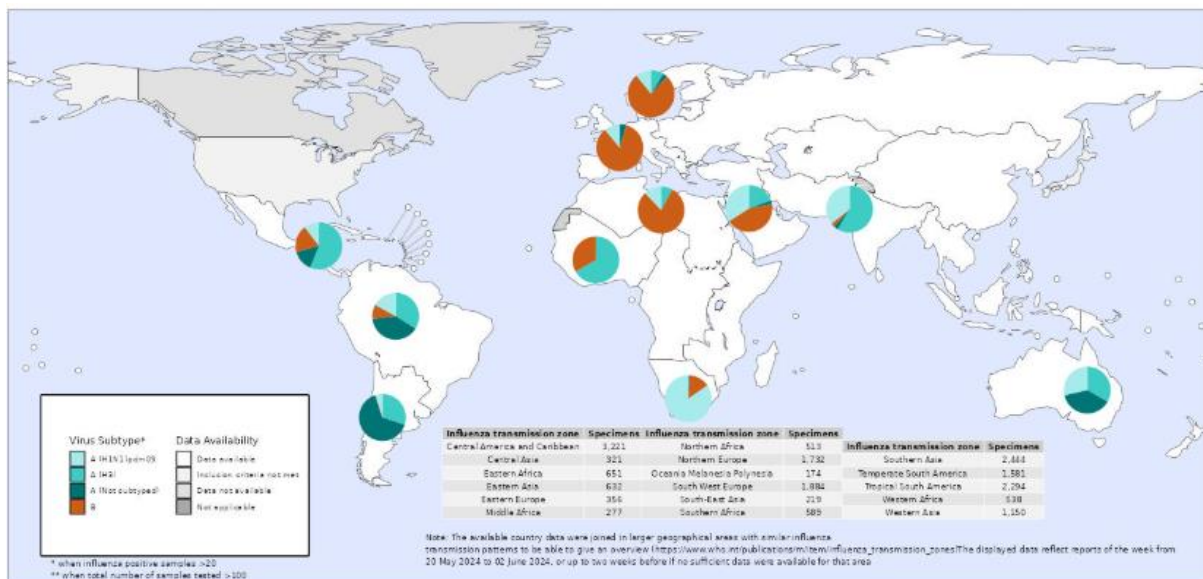 Virus Subtype*
A (H1N1)pdm09
A (H3)
A (Not subtyped)
B
Data Availability
Data available
Inclusion criteria not met
Data not available
Not applicable
* when influenza positive samples >20
** when total number of samples tested >100
Influenza transmission zone Specimens Influenza transmission zone Specimens
Central America and Caribbean 3,221 Northern Africa 513
Central Asia 321 Northern Europe 1,732
Eastern Africa 651 Oceania Melanesia Polynesia 174
Eastern Asia 632 South West Europe 1,884
Eastern Europe 356 South-East Asia 219
Middle Africa 277 Southern Africa 589
Influenza transmission zone Specimens
Southern Asia 2,444
Temperate South America 1,581
Tropical South America 2,294
Western Africa 538
Western Asia 1,150
Note: The available country data were joined in larger geographical areas with similar influenza
transmission patterns to be able to give an overview (https://www.who.int/publications/m/item/influenza_transmission_zones)The displayed data reflect reports of the week from
20 May 2024 to 02 June 2024, or up to two weeks before if no sufficient data were available for that area